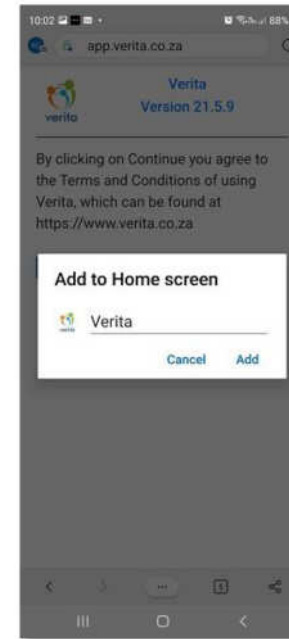 10:02
88%
app.verita.co.za
verita
Verita
Version 21.5.9
By clicking on Continue you agree to
the Terms and Conditions of using
Verita, which can be found at
https://www.verita.co.za
Add to Home screen
Verita
Cancel Add